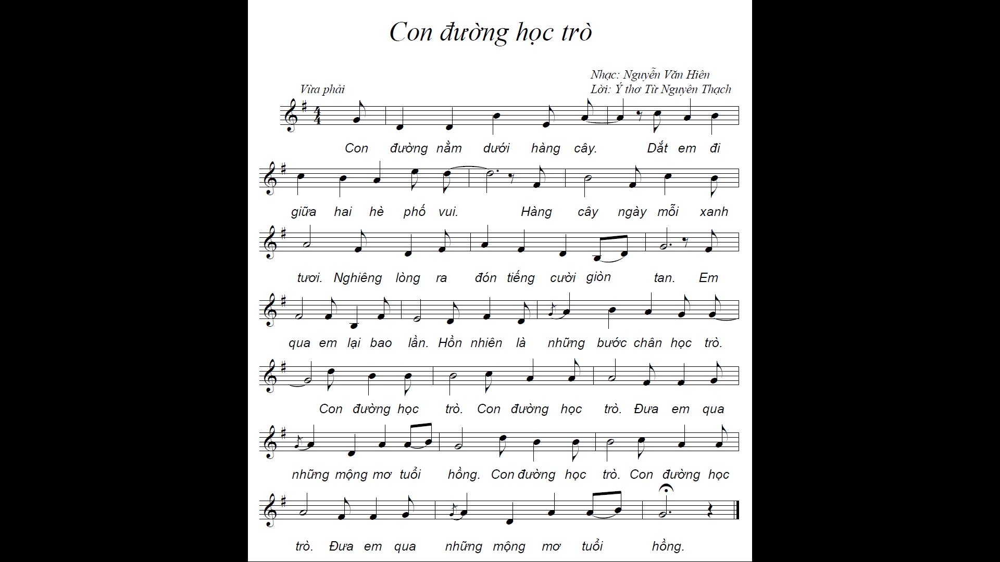 Con đường học trò
Nhạc: Nguyễn Văn Hiên
Vừa phải
Lời: Ý thơ Từ Nguyên Thạch
4
4
Con đường nằm dưới hàng cây. Dắt em đi
giữa hai hè phố vui. Hàng cây ngày mỗi xanh
tươi. Nghiêng lòng ra đón tiếng cười giòn tan. Em
qua em lại bao lần. Hồn nhiên là những bước chân học trò.
Con đường học trò. Con đường học trò. Đưa em qua
những mộng mơ tuổi hồng. Con đường học trò. Con đường học
trò. Đưa em qua những mộng mơ tuổi hồng.